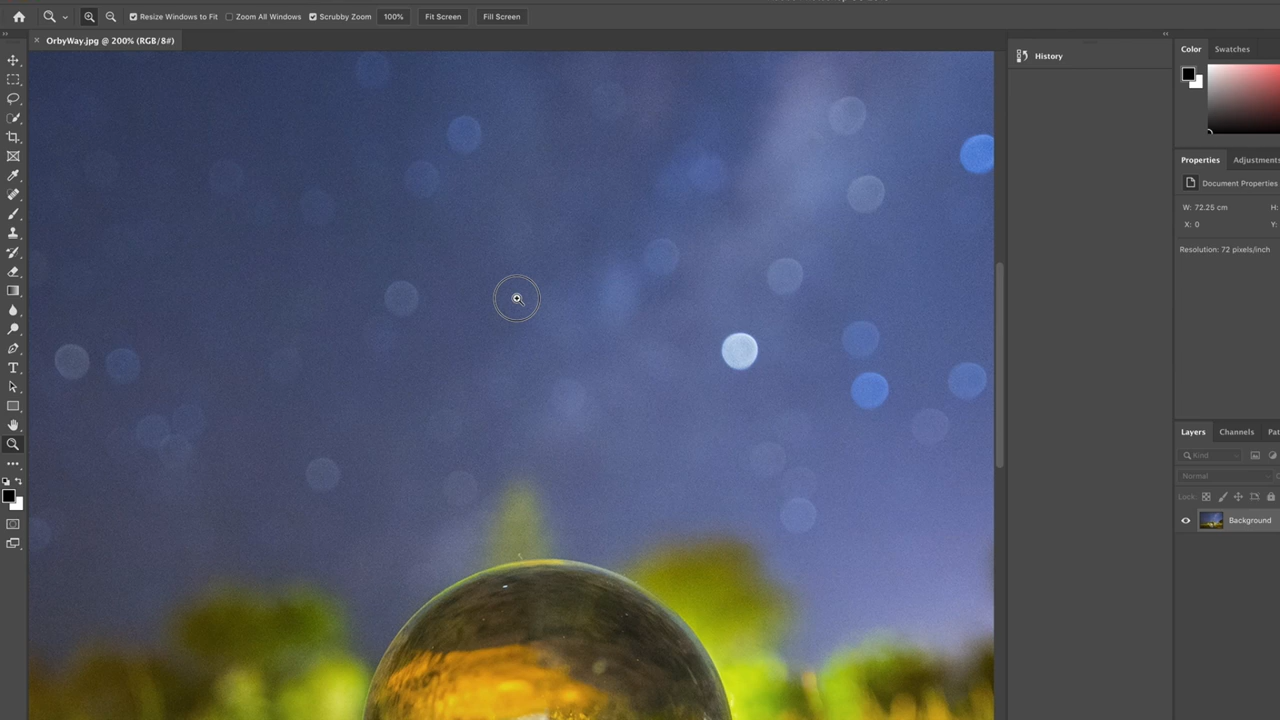 Resize Windows to Fit Zoom All Windows Scrubby Zoom 100% Fit Screen Fill Screen
× OrbyWay.jpg @ 200% (RGB/8#)
History
Color Swatches
Properties Adjustments
Document Properties
W: 72.25 cm H:
X: 0 Y:
Resolution: 72 pixels/inch
Layers Channels Pat
Kind
Normal
Lock:
Background
T